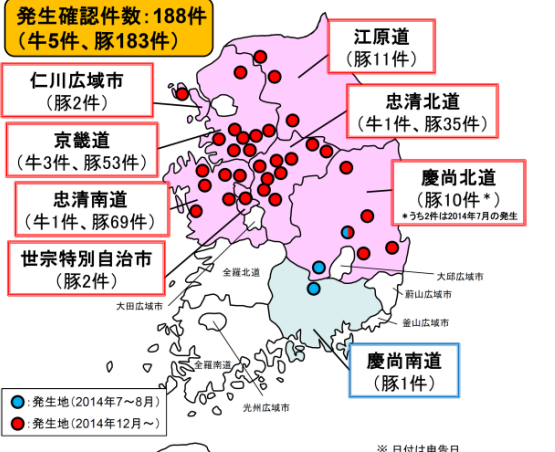 発生確認件数:188件
(牛5件、豚183件)
江原道
(豚11件)
仁川広域市
(豚2件)
忠清北道
(牛1件、豚35件)
京畿道
(牛3件、豚53件)
慶尚北道
(豚10件*)
*うち2件は2014年7月の発生
忠清南道
(牛1件、豚69件)
世宗特別自治市
(豚2件)
全羅北道
大邱広域市
大田広域市
蔚山広域市
釜山広域市
慶尚南道
(豚1件)
全羅南道
:発生地(2014年7~8月)
:発生地(2014年12月~)
光州広域市
※ 日付は申告日